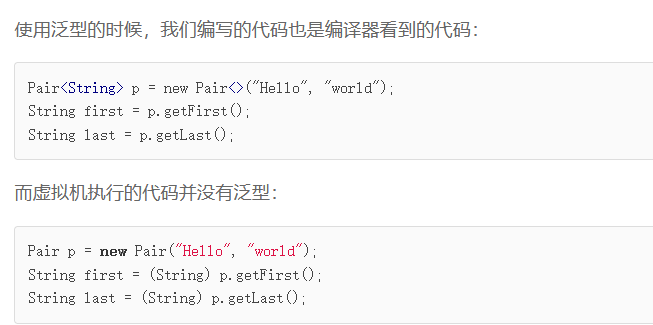 使用泛型的时候，我们编写的代码也是编译器看到的代码：
Pair<String> p = new Pair<>("Hello", "world");
String first = p.getFirst();
String last = p.getLast();
而虚拟机执行的代码并没有泛型：
Pair p = new Pair("Hello", "world");
String first = (String) p.getFirst();
String last = (String) p.getLast();